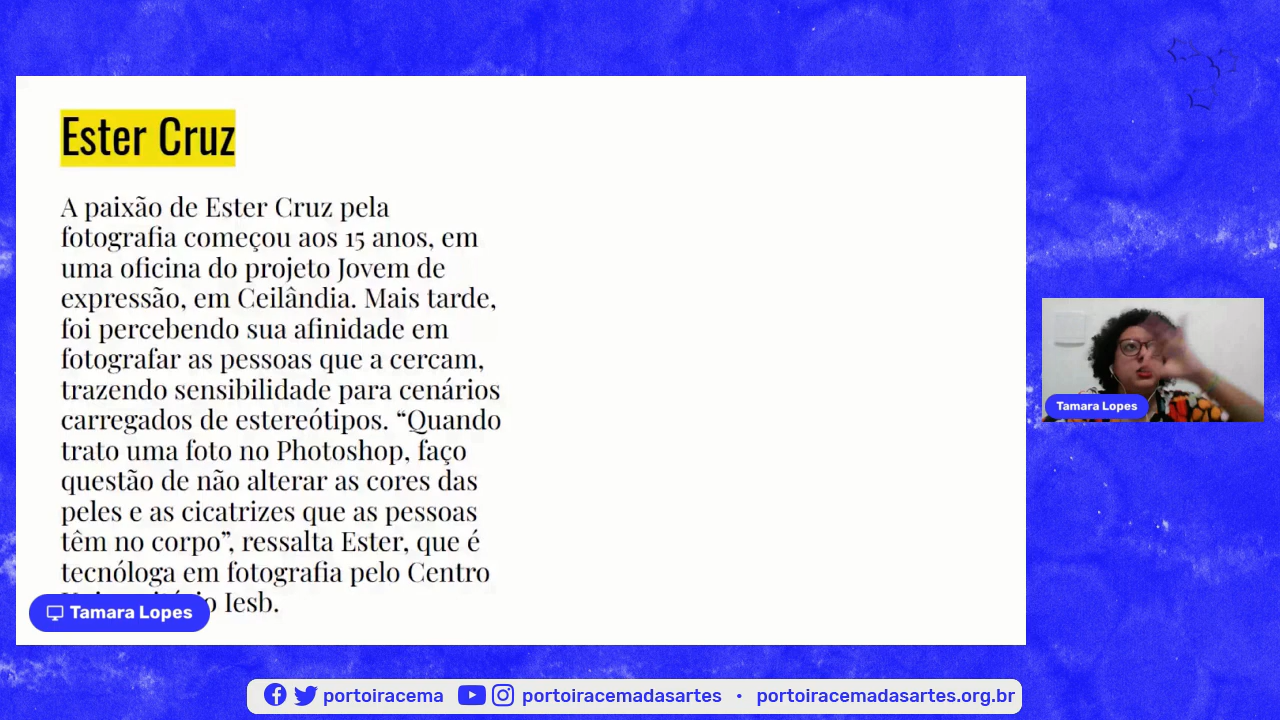 Ester Cruz
A paixão de Ester Cruz pela
fotografia começou aos 15 anos, em
uma oficina do projeto Jovem de
expressão, em Ceilândia. Mais tarde,
foi percebendo sua afinidade em
fotografar as pessoas que a cercam,
trazendo sensibilidade para cenários
carregados de estereótipos. “Quando
trato uma foto no Photoshop, faço
questão de não alterar as cores das
peles e as cicatrizes que as pessoas
têm no corpo”, ressalta Ester, que é
tecnóloga em fotografia pelo Centro
Iesb.
Tamara Lopes
Tamara Lopes
portoiracema portoiracemadasartes • portoiracemadasartes.org.br